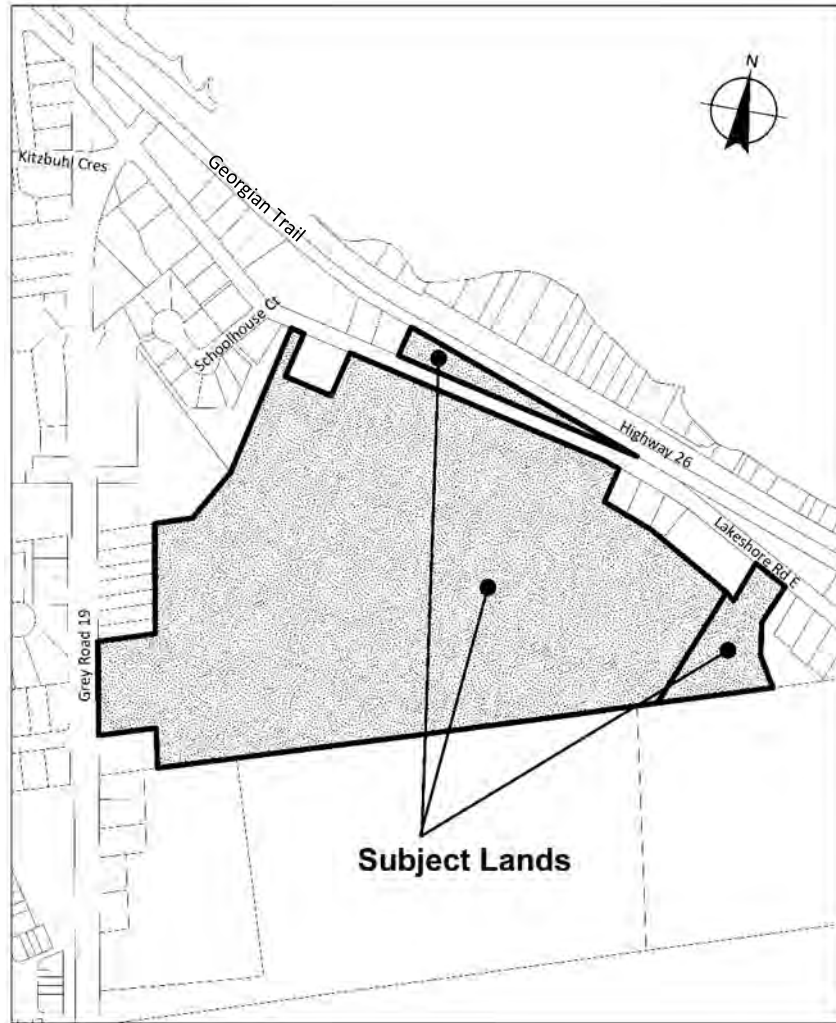 N
Kitzbuhl Cres
Georgian Trail
Schoolhouse Ct
Highway 26
Lakeshore Rd E
Grey Road 19
Subject Lands